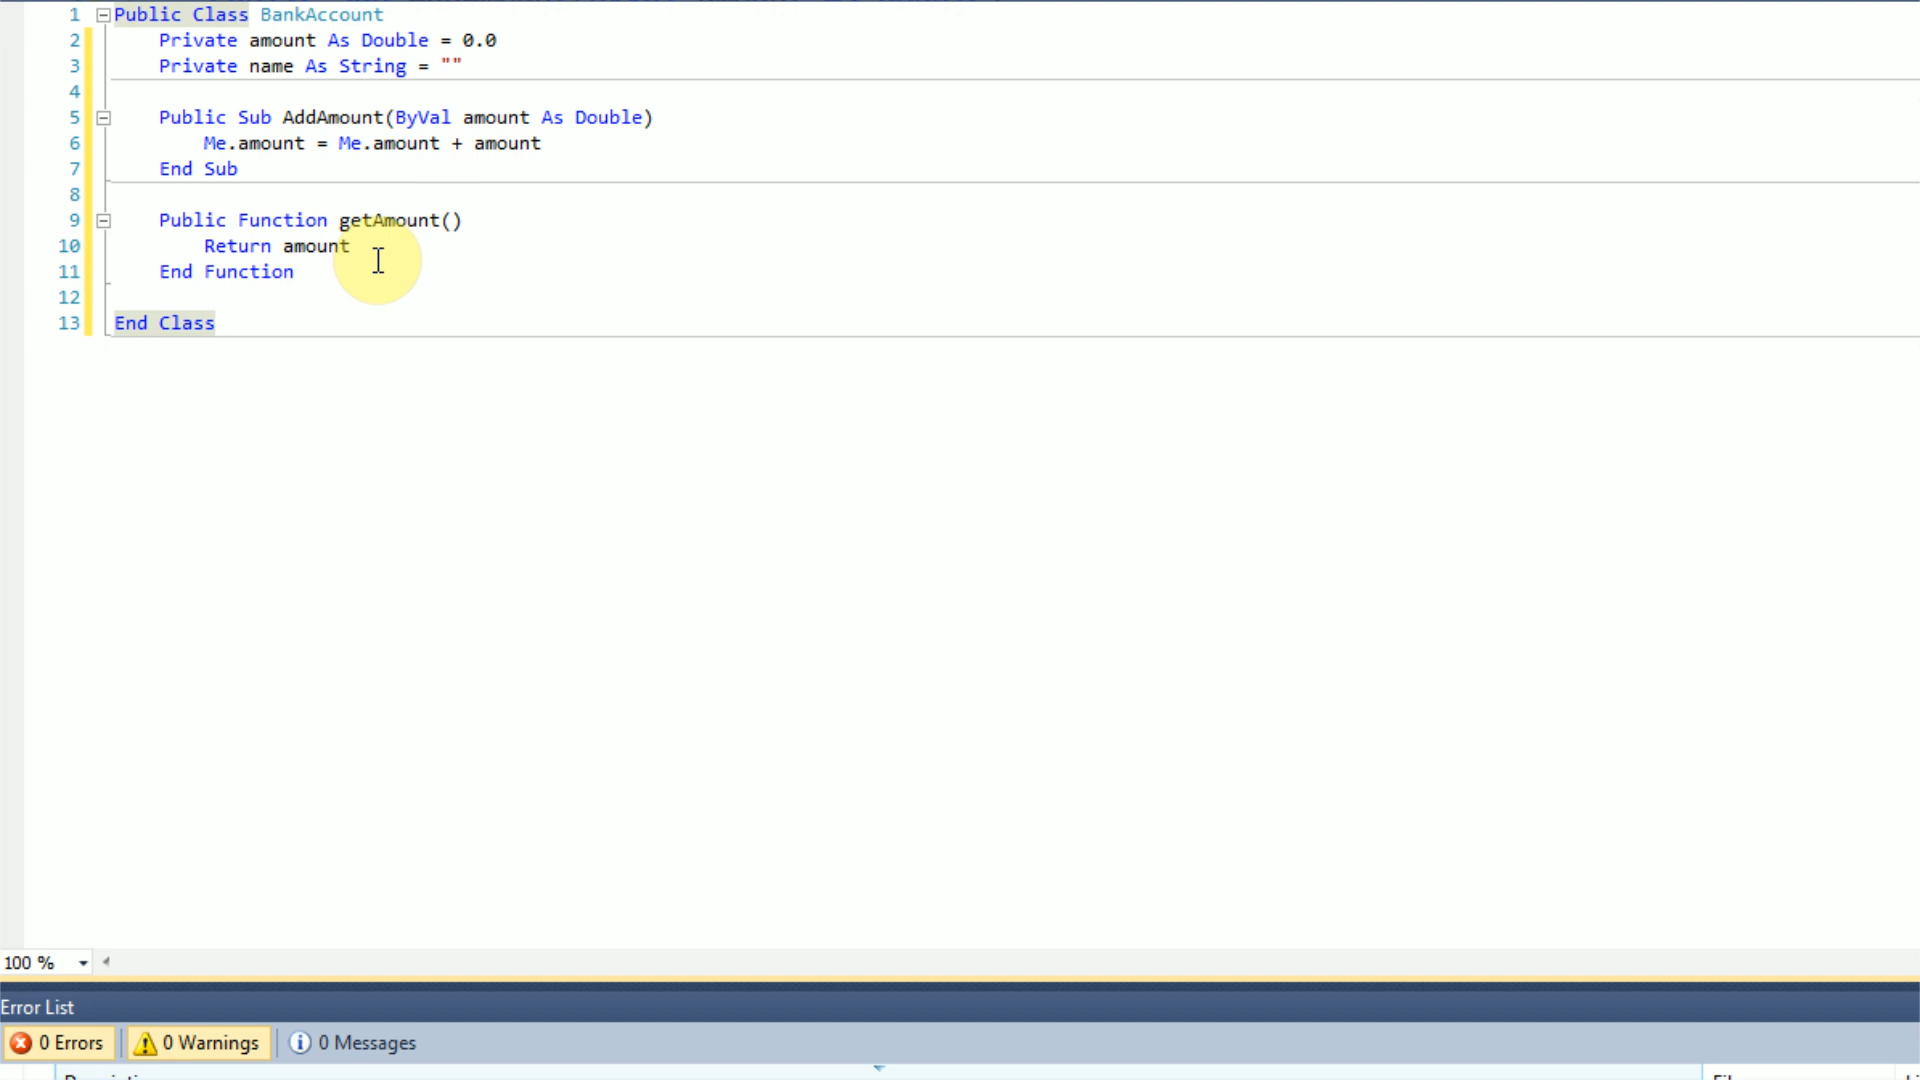 1 Public Class BankAccount
2 Private amount As Double = 0.0
3 Private name As String = ""
4
5 Public Sub AddAmount(ByVal amount As Double)
6 Me.amount = Me.amount + amount
7 End Sub
8
9 Public Function getAmount()
10 Return amount
11 End Function
12
13 End Class
100 %
Error List
0 Errors 0 Warnings 0 Messages